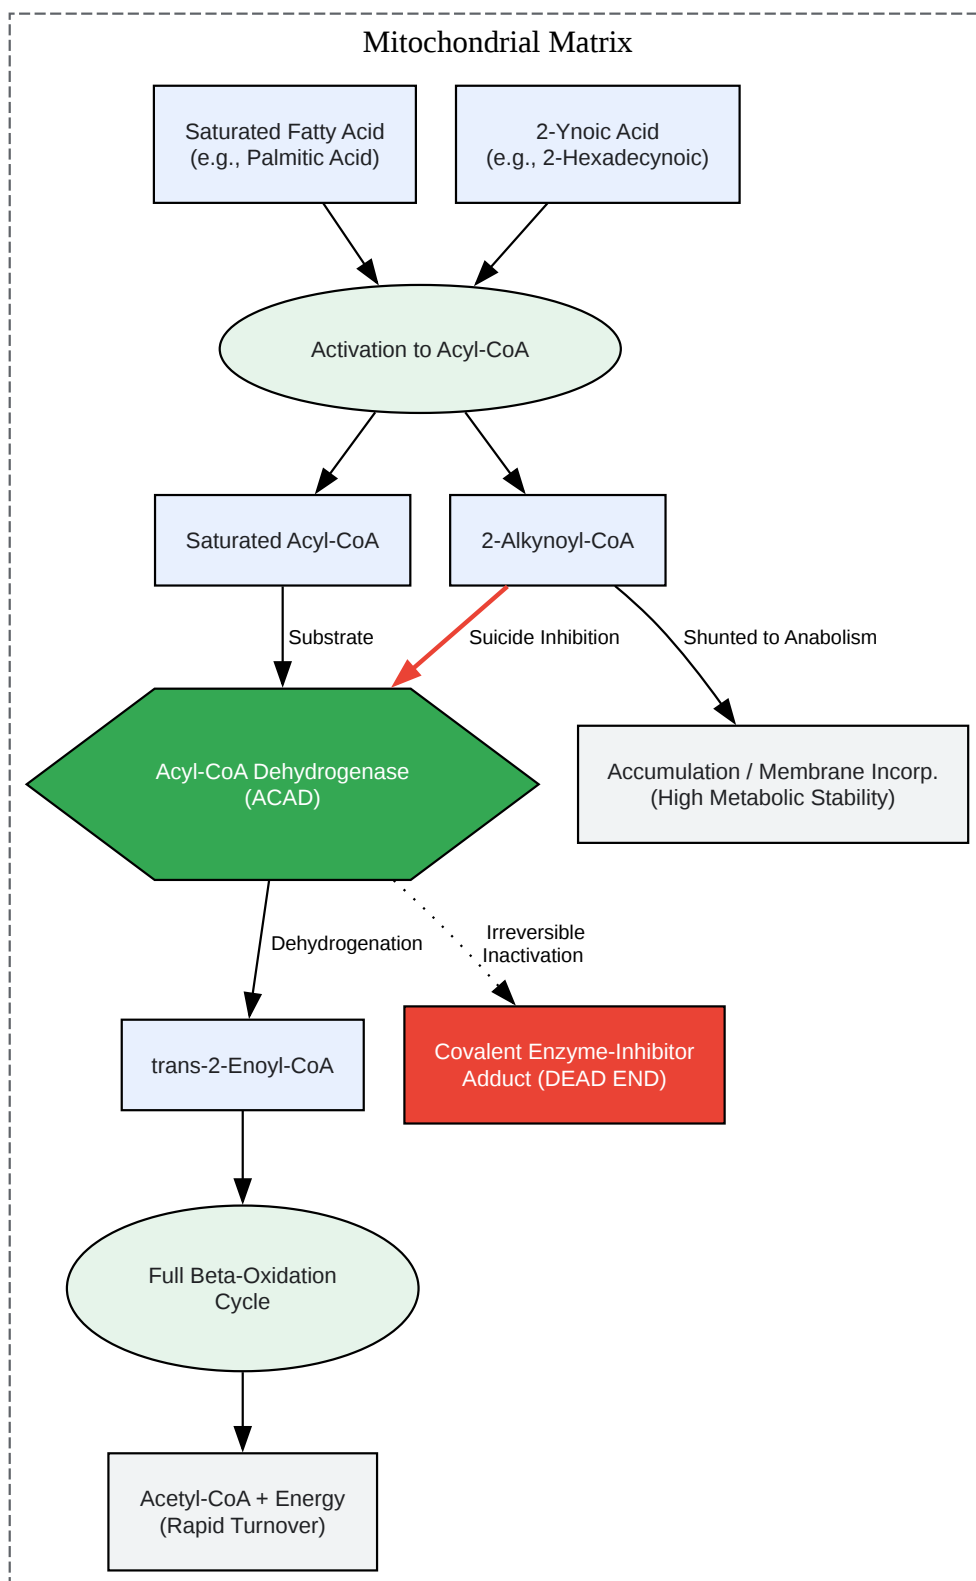 Mitochondrial Matrix
Saturated Fatty Acid
(e.g., Palmitic Acid)
2-Ynoic Acid
(e.g., 2-Hexadecynoic)
Activation to Acyl-CoA
Saturated Acyl-CoA
2-Alkynoyl-CoA
Substrate
Suicide Inhibition
Shunted to Anabolism
Acyl-CoA Dehydrogenase
(ACAD)
Accumulation / Membrane Incorp.
(High Metabolic Stability)
Dehydrogenation
Irreversible
Inactivation
trans-2-Enoyl-CoA
Covalent Enzyme-Inhibitor
Adduct (DEAD END)
Full Beta-Oxidation
Cycle
Acetyl-CoA + Energy
(Rapid Turnover)